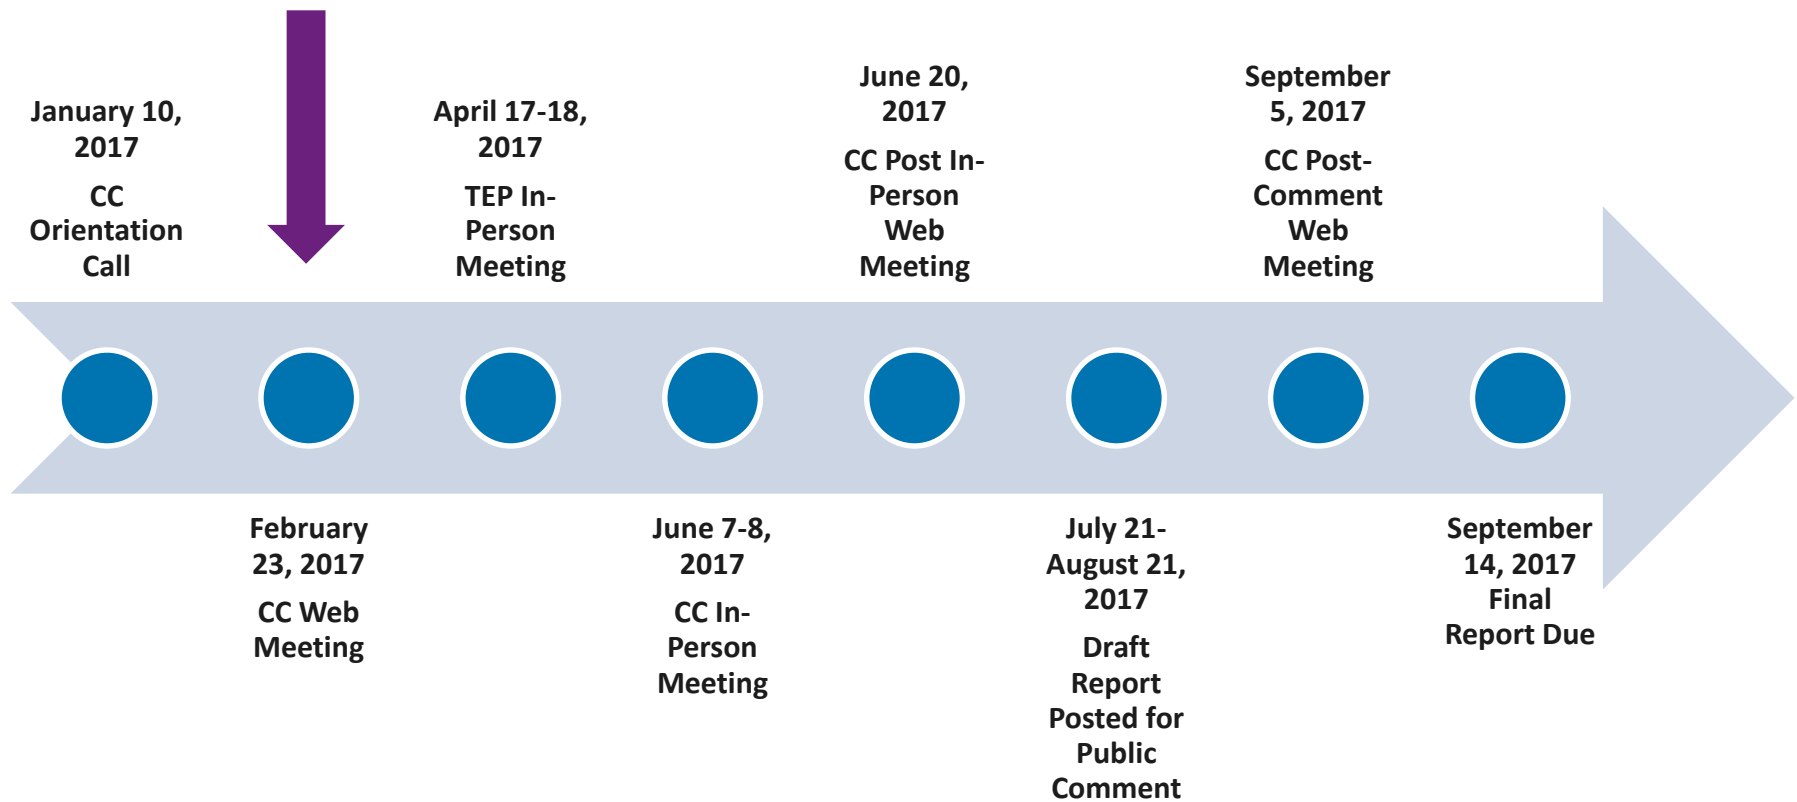 January 10,
2017
CC
Orientation
Call
February
23, 2017
CC Web
Meeting
April 17-18,
2017
TEP In-
Person
Meeting
June 7-8,
2017
CC In-
Person
Meeting
June 20,
2017
CC Post In-
Person
Web
Meeting
July 21-
August 21,
2017
Draft
Report
Posted for
Public
Comment
September
5, 2017
CC Post-
Comment
Web
Meeting
September
14, 2017
Final
Report Due